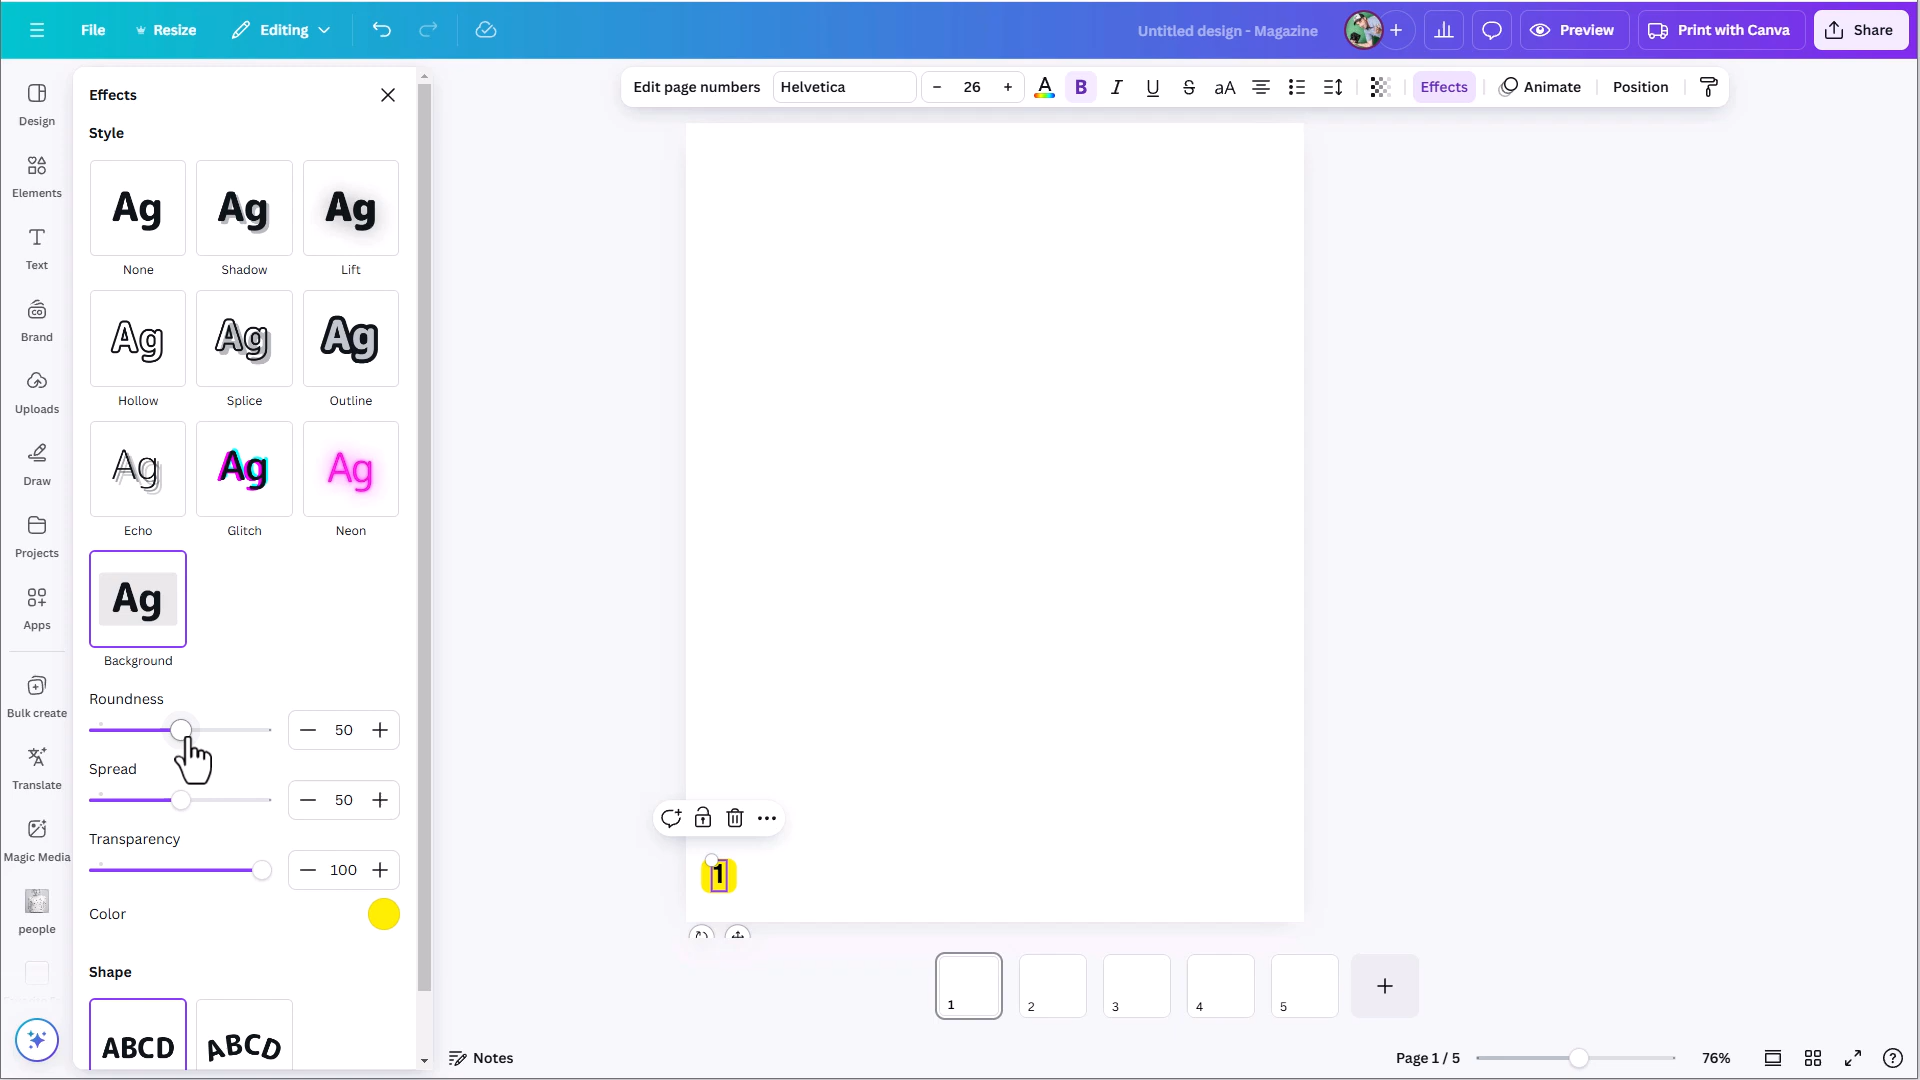 File
Resize
Editing
Untitled design - Magazine
Preview
Print with Canva
Share
Design
Elements
Text
Brand
Uploads
Draw
Projects
Apps
Bulk create
Translate
Magic Media
people
Effects
Style
Ag Ag Ag
None Shadow Lift
Ag Ag Ag
Hollow Splice Outline
Ag Ag Ag
Echo Glitch Neon
Ag
Background
Roundness
50
Spread
50
Transparency
100
Color
Shape
ABCD ABCD
Edit page numbers
Helvetica
- 26 +
A B I U S aA
Effects
Animate
Position
1
1 2 3 4 5
Notes
Page 1 / 5
76%